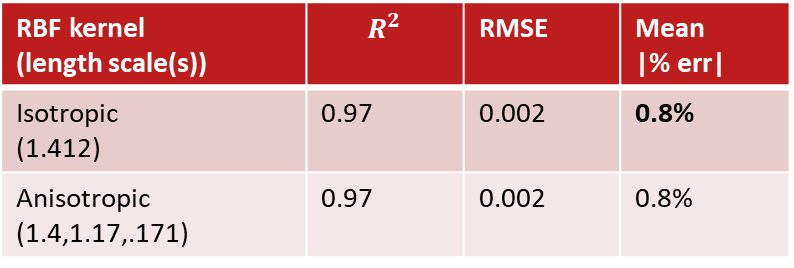 RBF kernel (length scale(s)) R² RMSE Mean |% err|
Isotropic (1.412) 0.97 0.002 0.8%
Anisotropic (1.4,1.17,.171) 0.97 0.002 0.8%